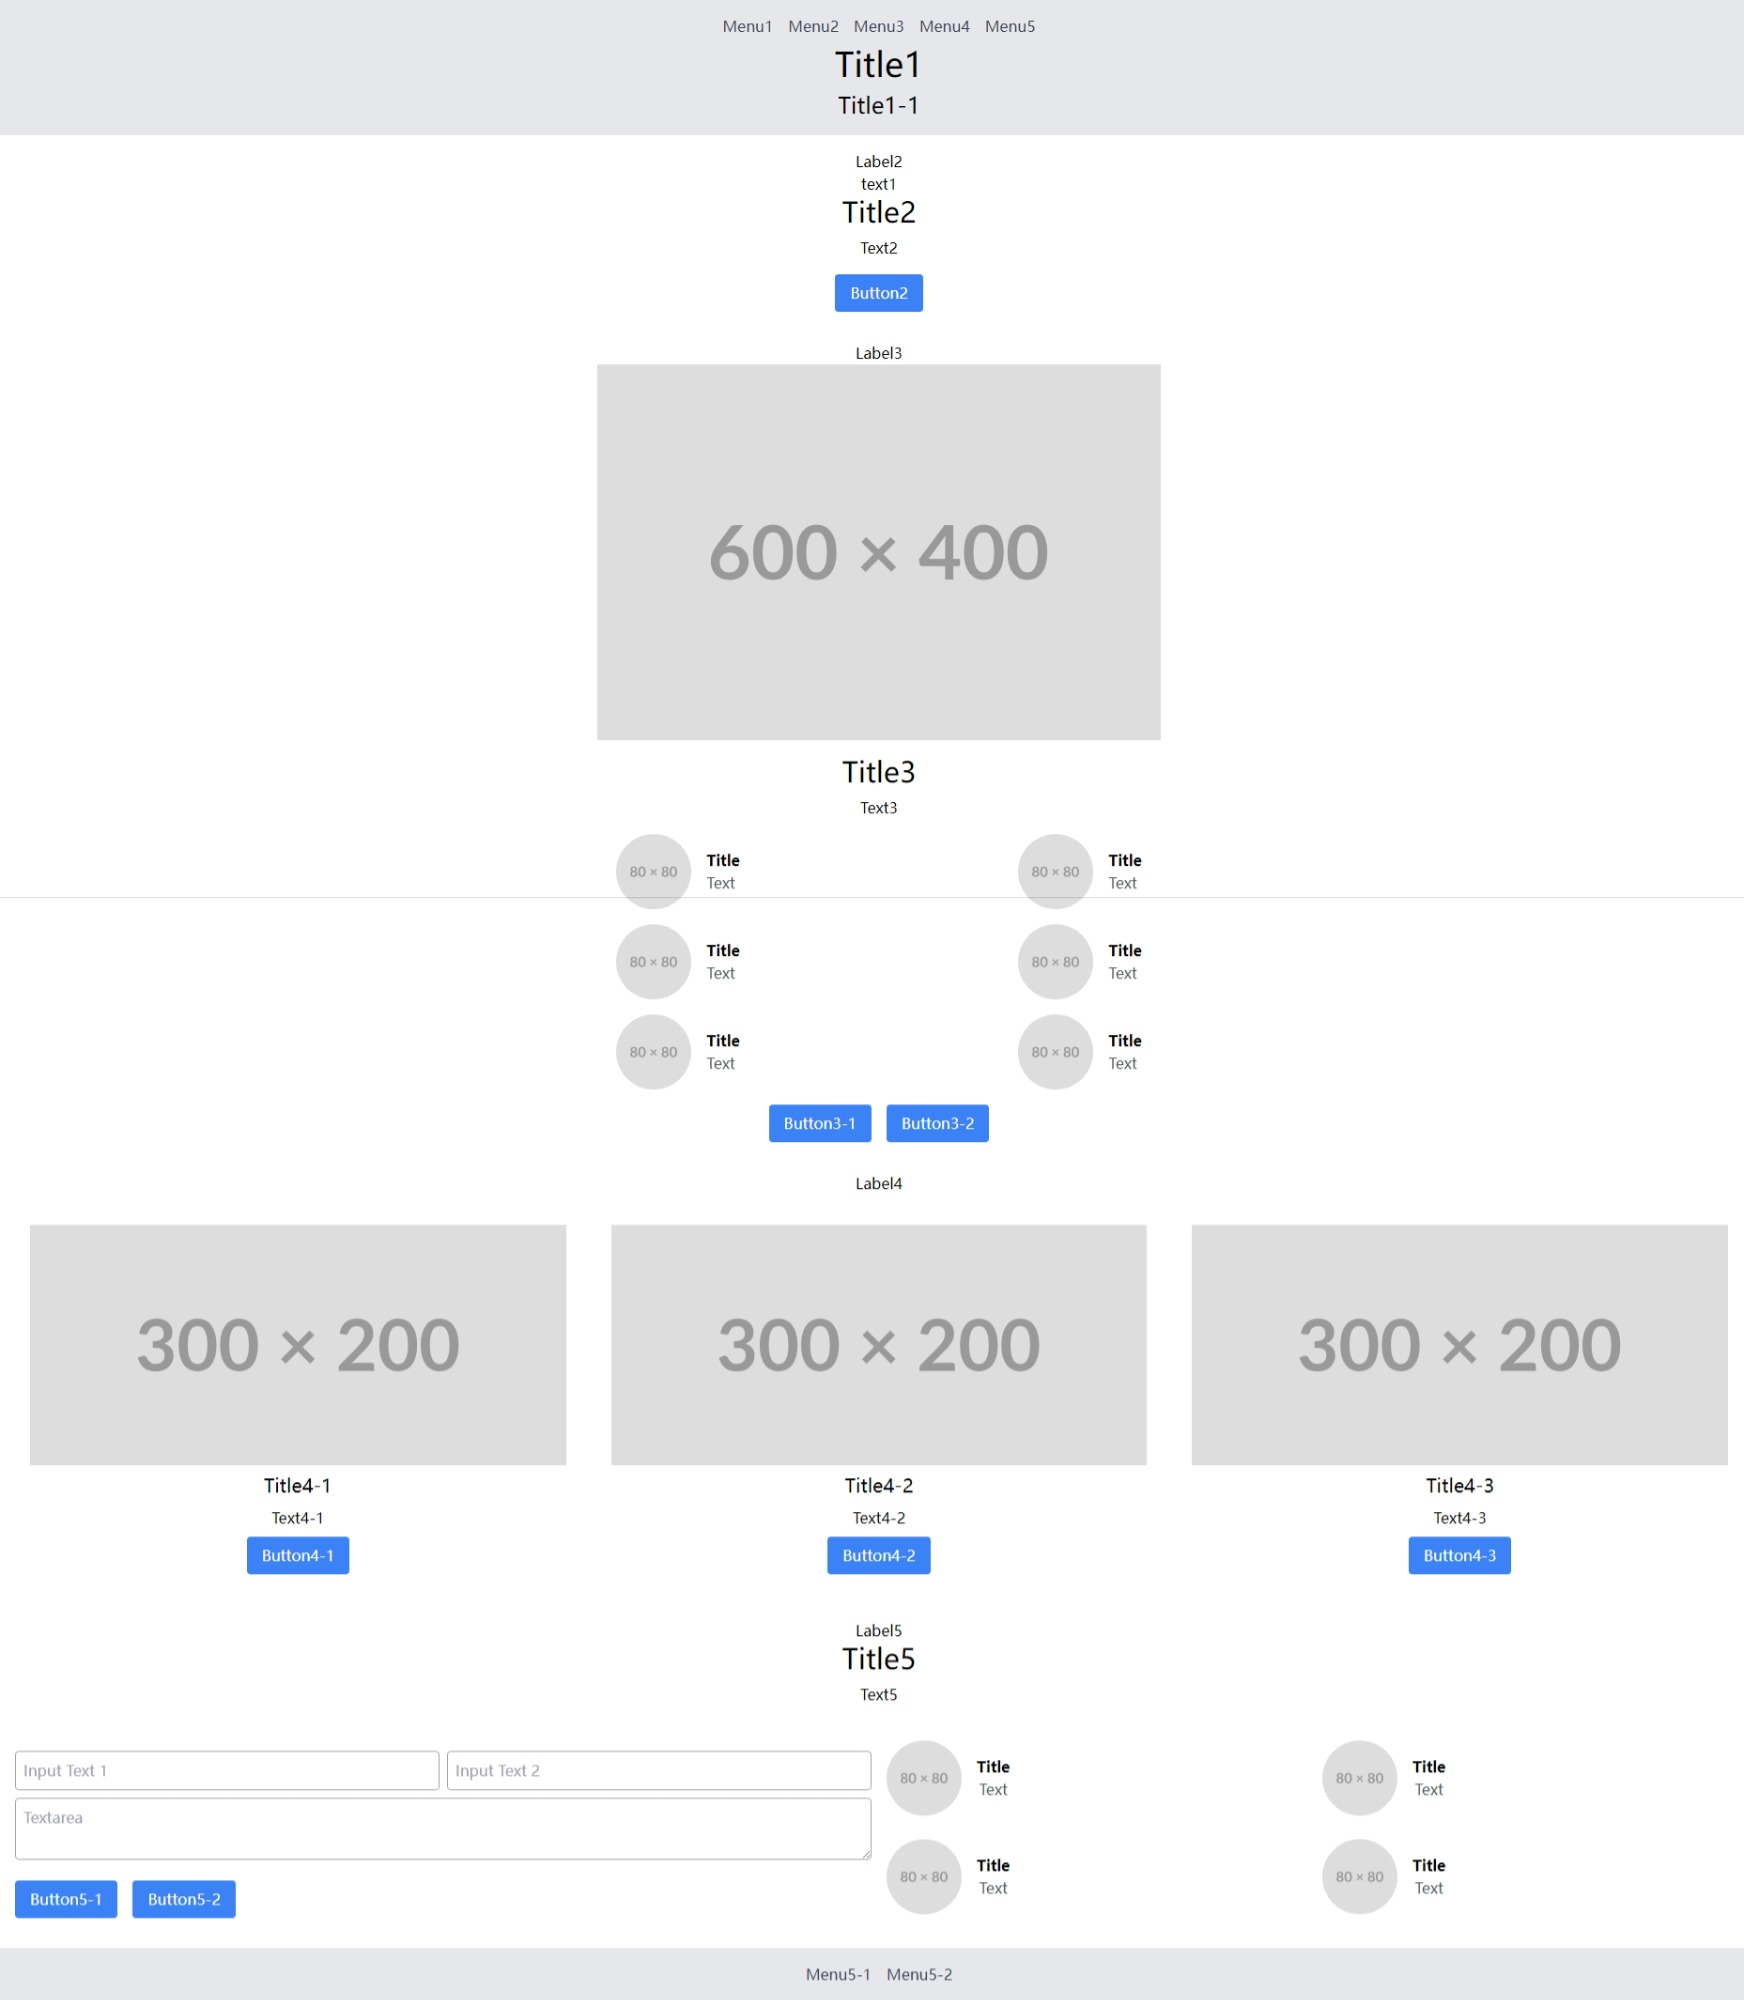 Menu1 Menu2 Menu3 Menu4 Menu5
Title1
Title1-1
Label2
text1
Title2
Text2
Button2
Label3
600 × 400
Title3
Text3
80 × 80 Title
Text
80 × 80 Title
Text
80 × 80 Title
Text
80 × 80 Title
Text
80 × 80 Title
Text
80 × 80 Title
Text
Button3-1 Button3-2
Label4
300 × 200
Title4-1
Text4-1
Button4-1
300 × 200
Title4-2
Text4-2
Button4-2
300 × 200
Title4-3
Text4-3
Button4-3
Label5
Title5
Text5
Input Text 1 Input Text 2
Textarea
Button5-1 Button5-2
80 × 80 Title
Text
80 × 80 Title
Text
80 × 80 Title
Text
80 × 80 Title
Text
Menu5-1 Menu5-2